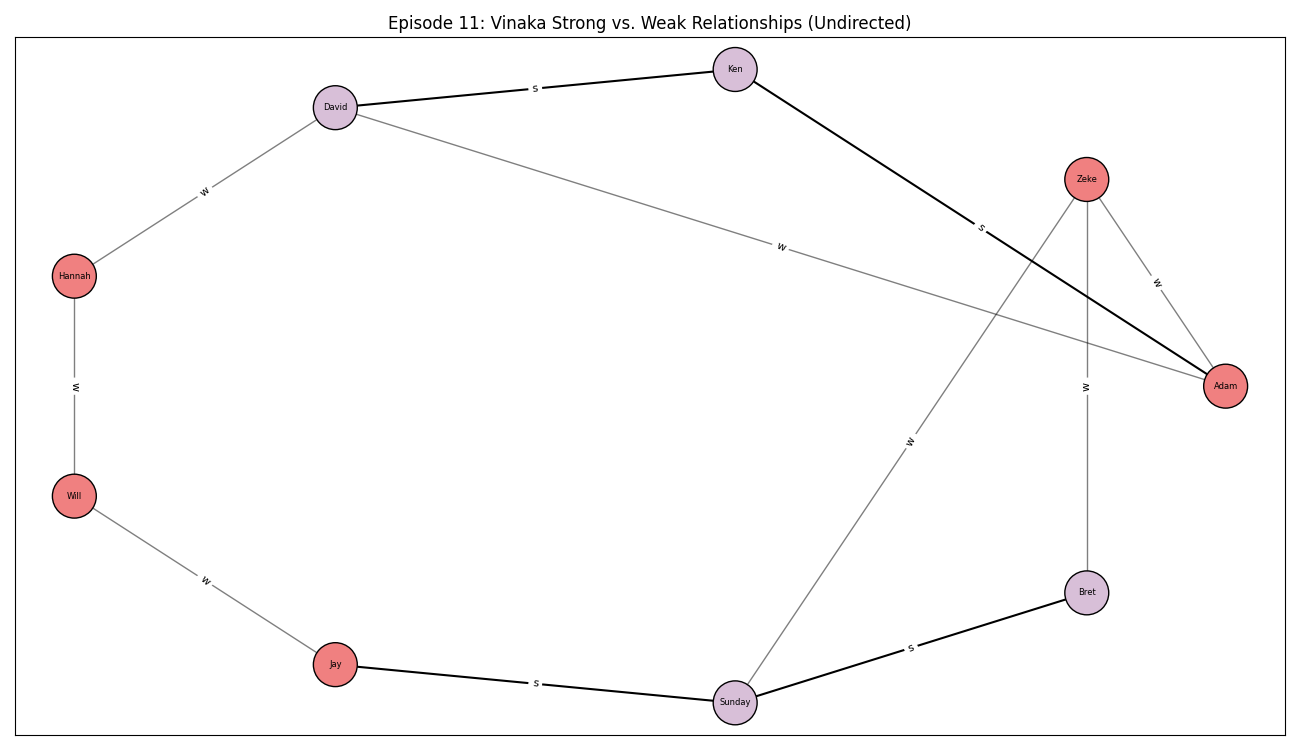 Episode 11: Vinaka Strong vs. Weak Relationships (Undirected)
Ken
s
David
Zeke
w
s
w
Hannah
w
w
w
Adam
w
Will
w
Bret
s
Jay
s
Sunday